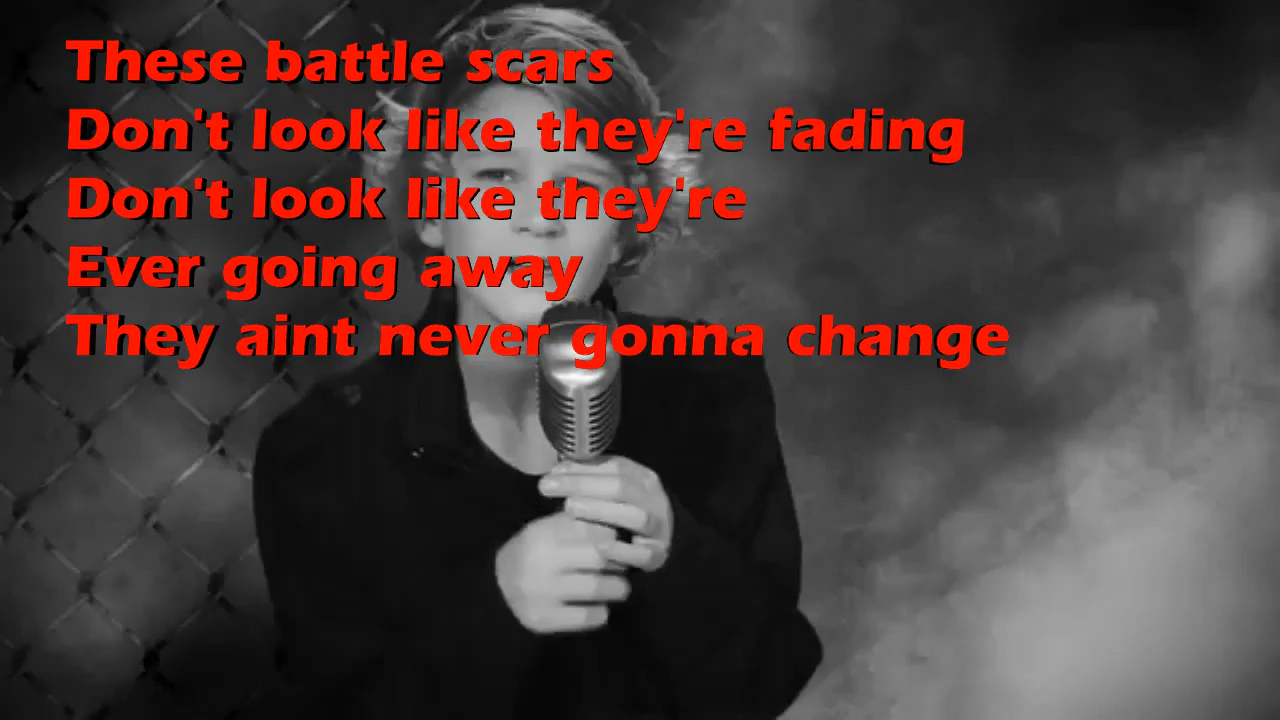 These battle scars
Don't look like they're fading
Don't look like they're
Ever going away
They aint never gonna change